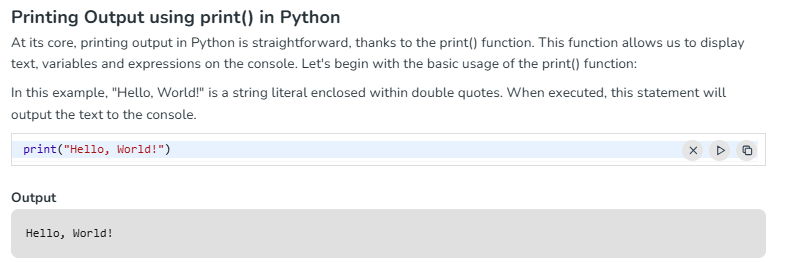 Printing Output using print() in Python
At its core, printing output in Python is straightforward, thanks to the print() function. This function allows us to display
text, variables and expressions on the console. Let's begin with the basic usage of the print() function:
In this example, "Hello, World!" is a string literal enclosed within double quotes. When executed, this statement will
output the text to the console.
print("Hello, World!")
Output
Hello, World!